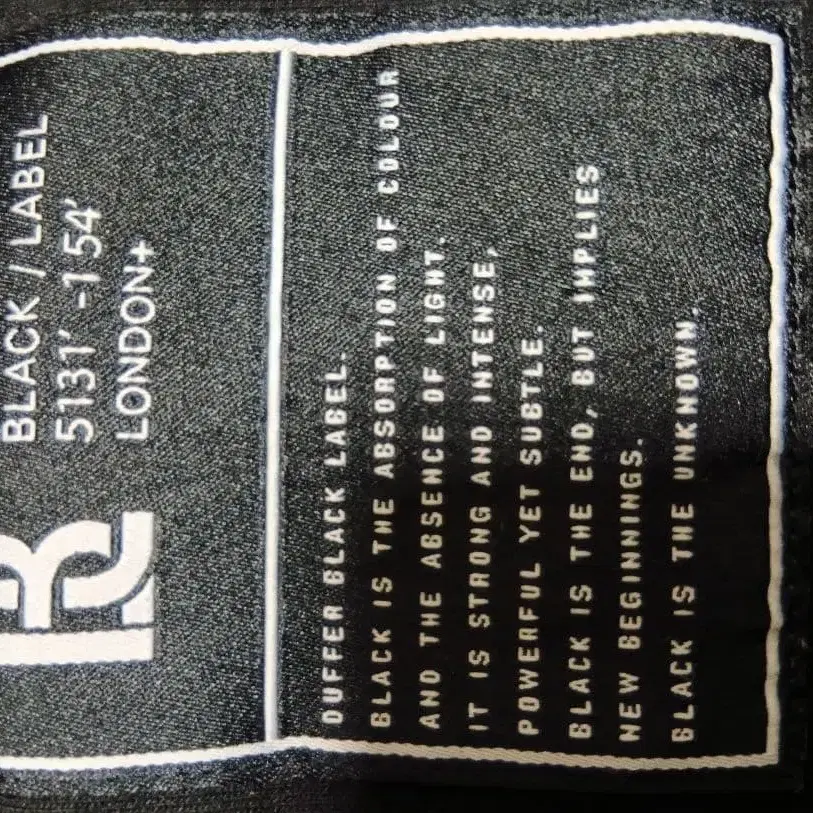 BLACK / LABEL
5131' -1 54'
LONDON+
DUFFER BLACK LABEL.
BLACK IS THE ABSORPTION OF COLOUR
AND THE ABSENCE OF LIGHT.
IT IS STRONG AND INTENSE,
POWERFUL YET SUBTLE.
BLACK IS THE END, BUT IMPLIES
NEW BEGINNINGS.
BLACK IS THE UNKNOWN.